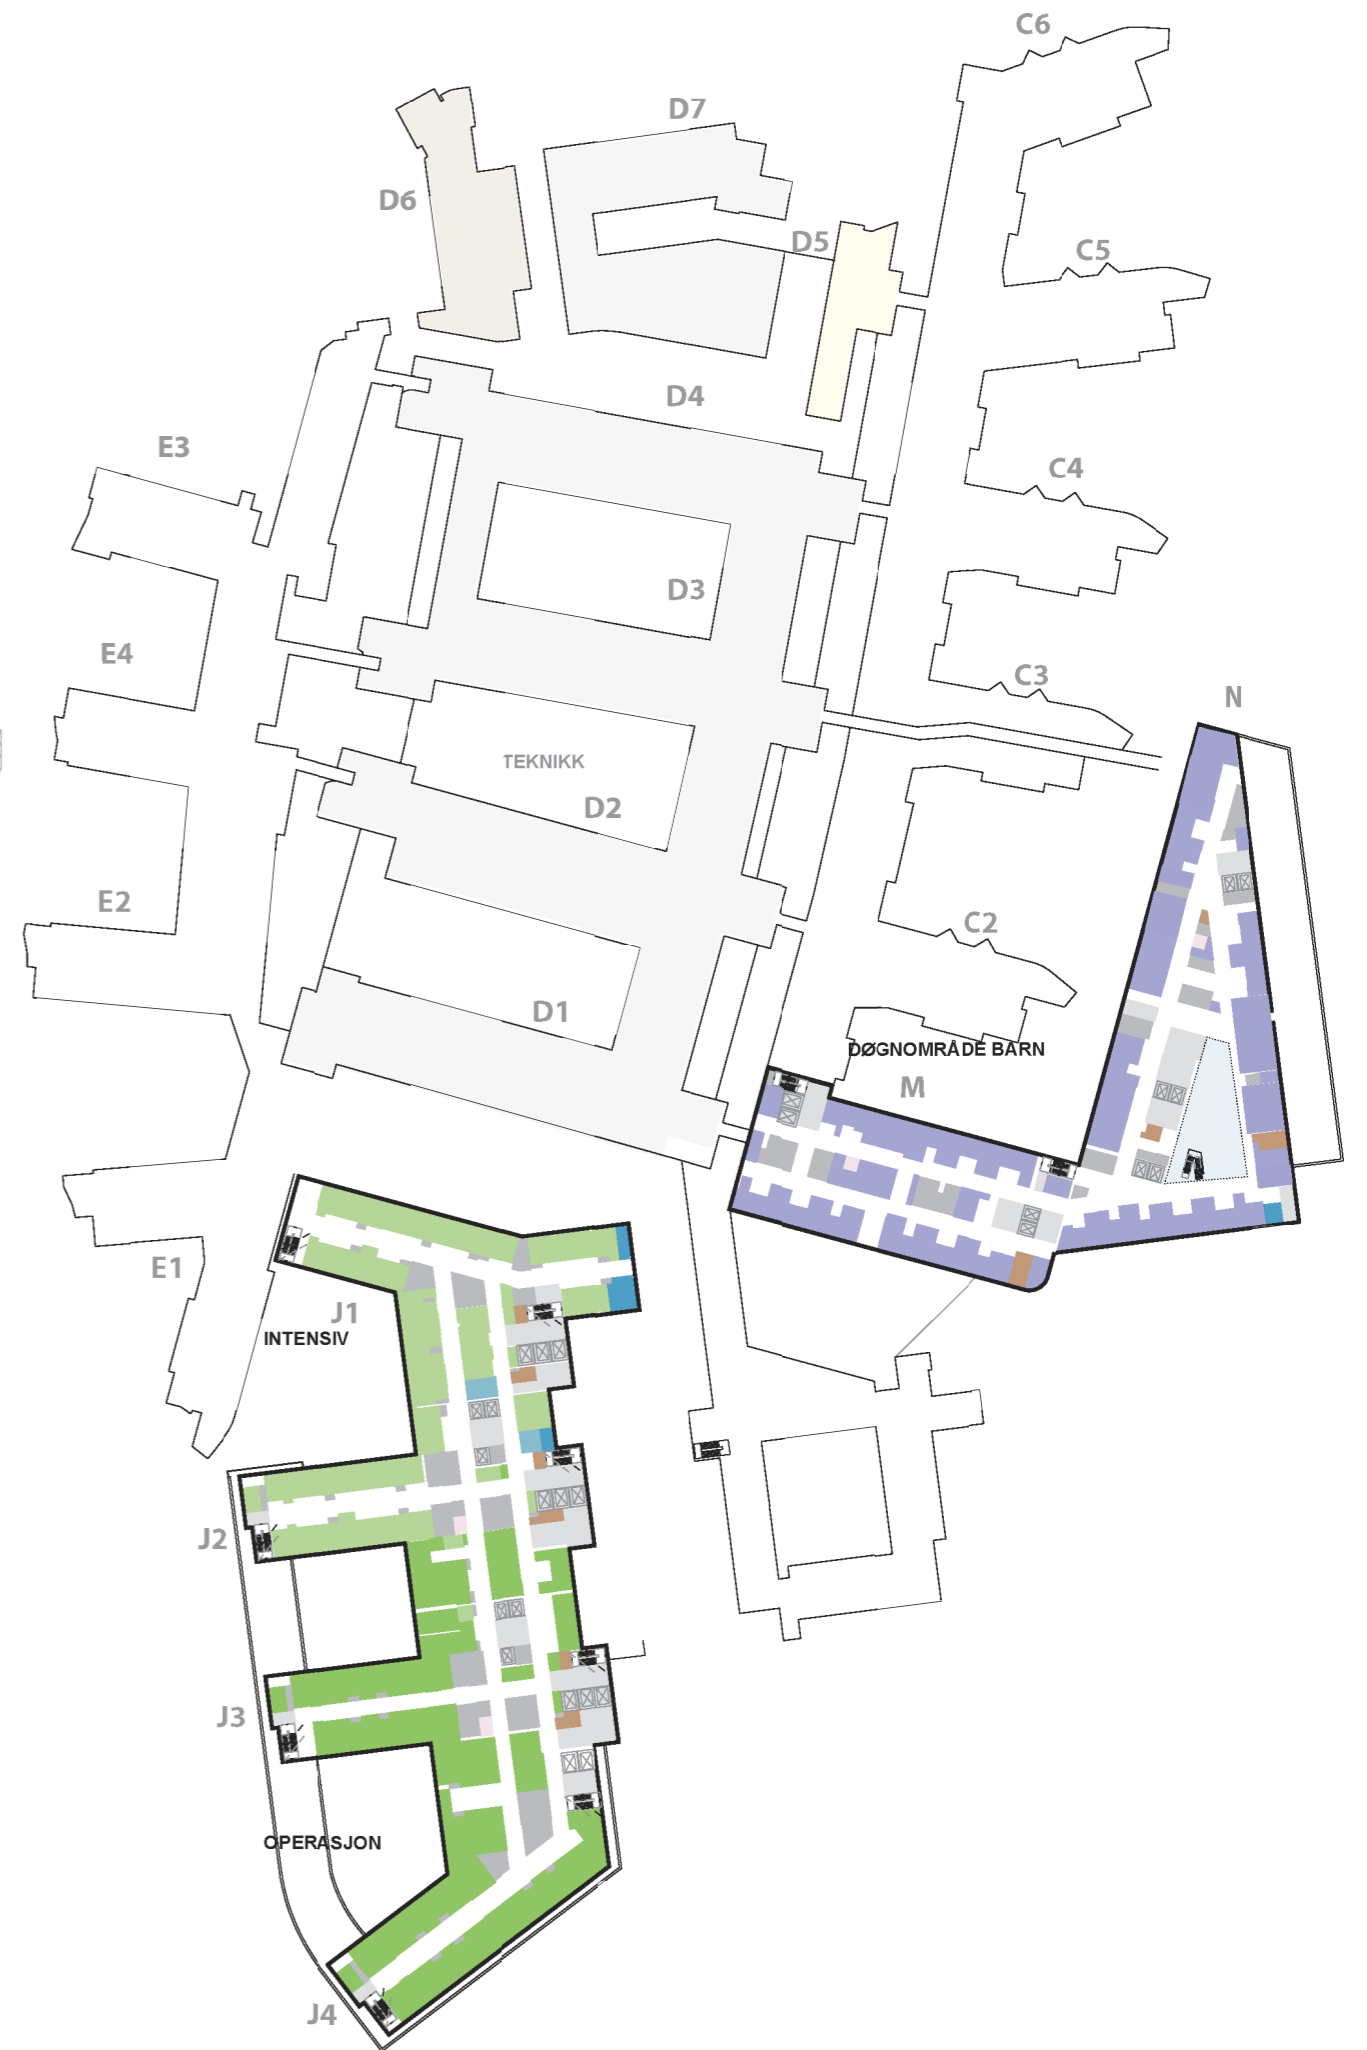 C6
D7
D6
D5
C5
D4
E3
C4
D3
E4
C3
N
TEKNIKK
D2
E2
C2
D1
DØGNOMRÅDE BARN
M
E1
J1
INTENSIV
J2
J3
OPERASJON
J4